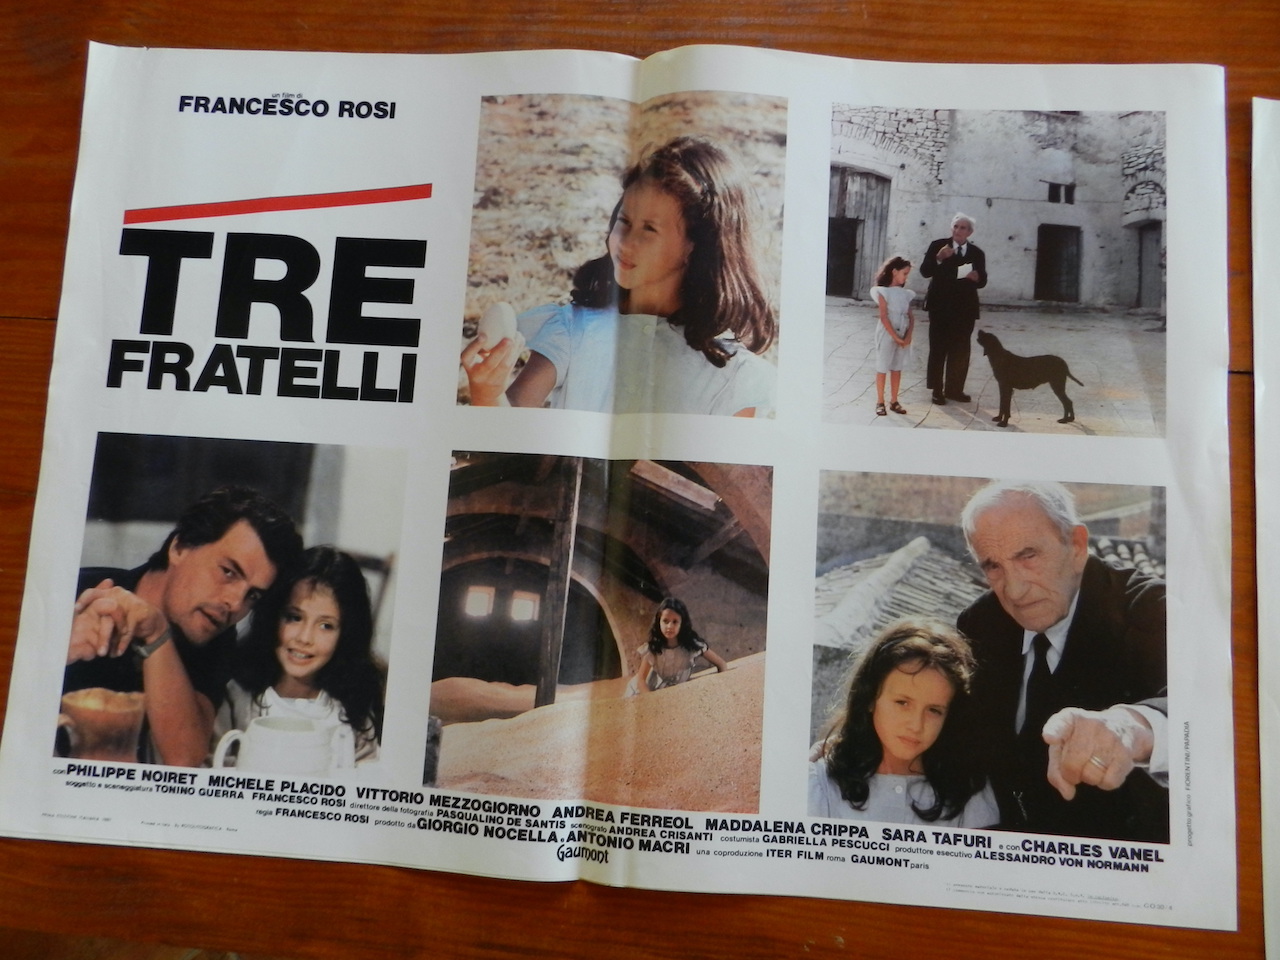 un film di
FRANCESCO ROSI
TRE
FRATELLI
con PHILIPPE NOIRET MICHELE PLACIDO VITTORIO MEZZOGIORNO ANDREA FERREOL MADDALENA CRIPPA SARA TAFURI e con CHARLES VANEL
soggetto e sceneggiatura TONINO GUERRA FRANCESCO ROSI direttore della fotografia PASQUALINO DE SANTIS scenografo ANDREA CRISANTI costumista GABRIELLA PESCUCCI produttore esecutivo ALESSANDRO VON NORMANN
regia FRANCESCO ROSI prodotto da GIORGIO NOCELLA e ANTONIO MACRI una coproduzione ITER FILM roma GAUMONT paris
Gaumont
progetto grafico FIORENTINI/PAPADIA